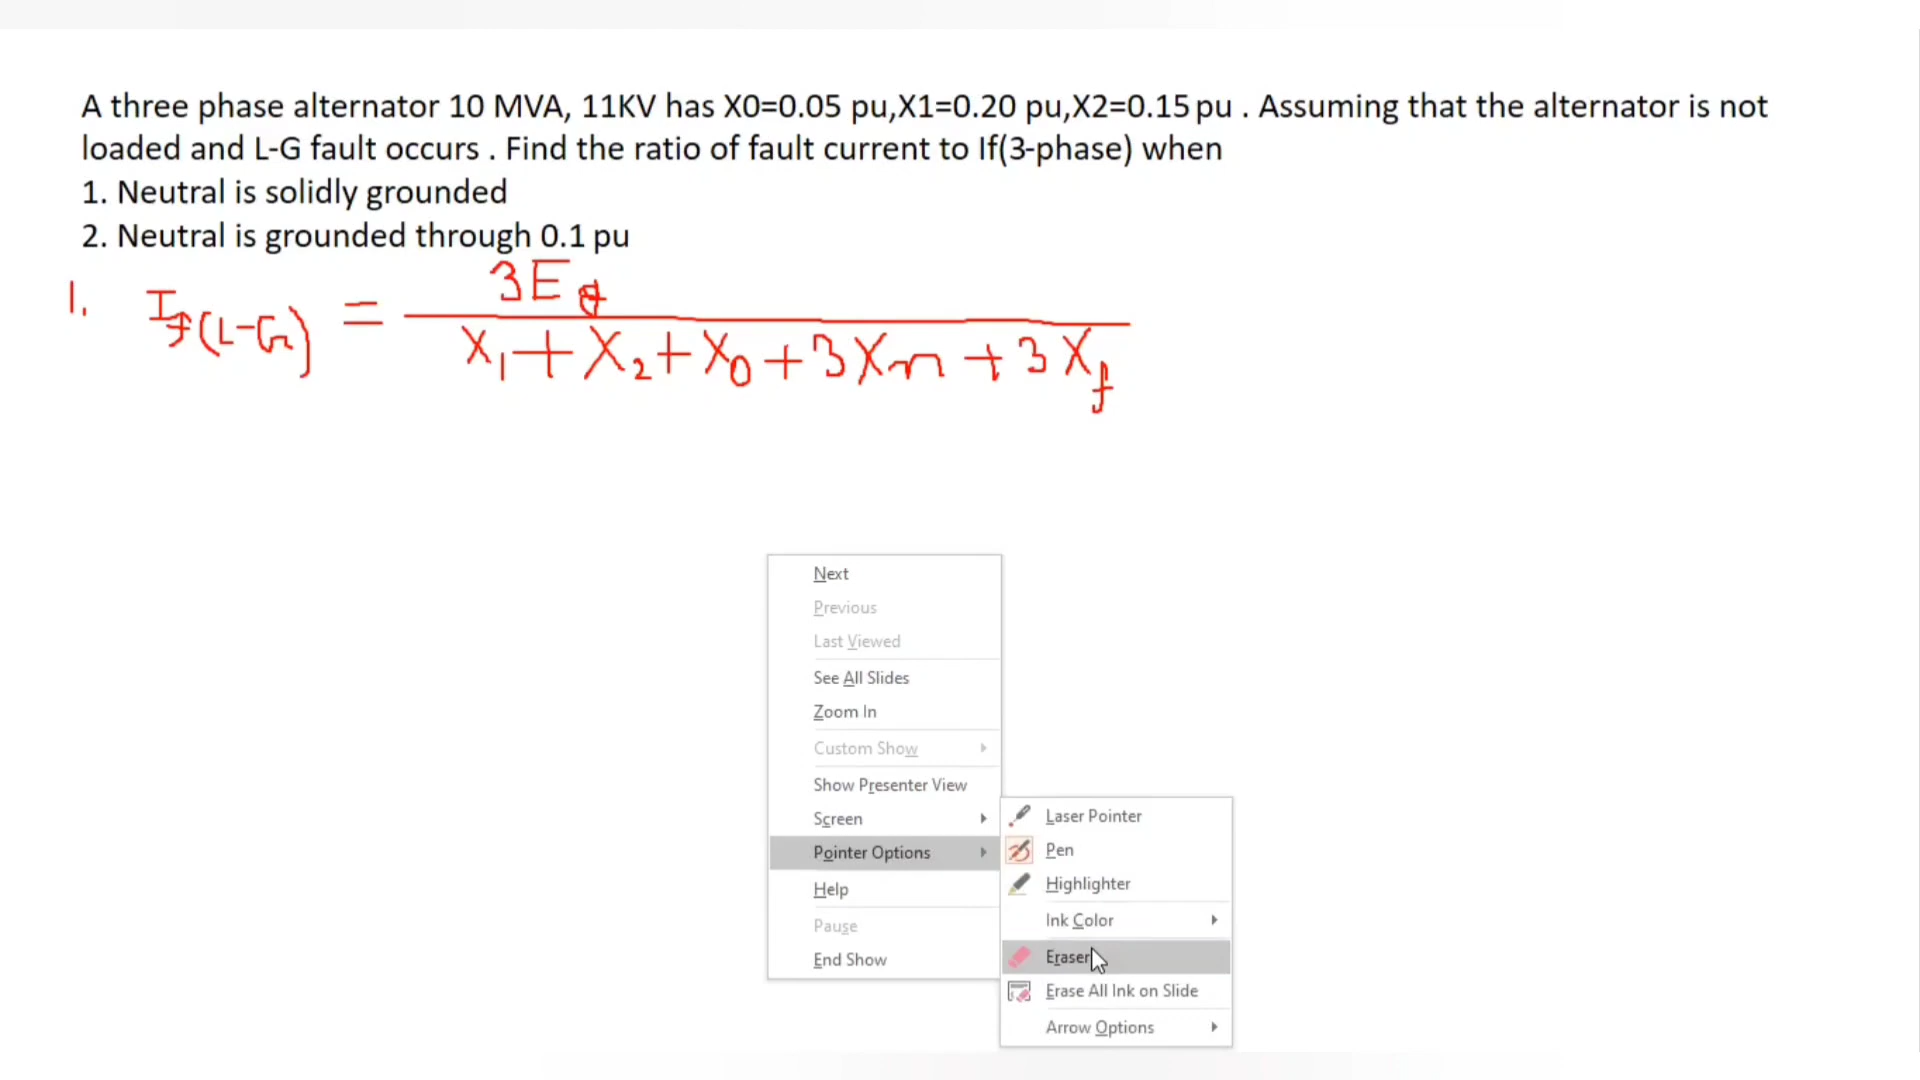 A three phase alternator 10 MVA, 11KV has X0=0.05 pu,X1=0.20 pu,X2=0.15 pu . Assuming that the alternator is not
loaded and L-G fault occurs . Find the ratio of fault current to If(3-phase) when
1. Neutral is solidly grounded
2. Neutral is grounded through 0.1 pu
3E
1. If(L-G) =
X1+X2+X0+3Xn+3Xf
Next
Previous
Last Viewed
See All Slides
Zoom In
Custom Show
Show Presenter View
Screen
Pointer Options
Help
Pause
End Show
Laser Pointer
Pen
Highlighter
Ink Color
Eraser
Erase All Ink on Slide
Arrow Options